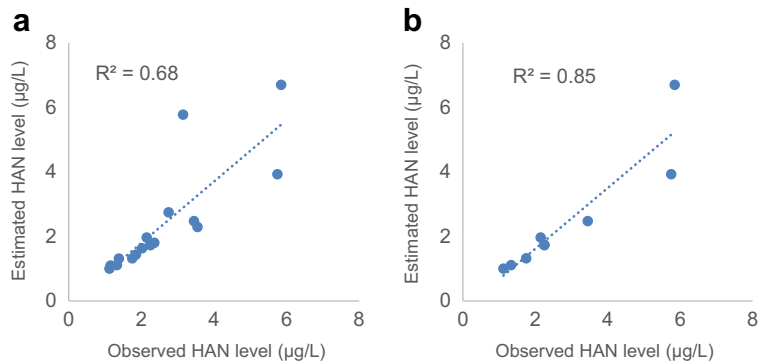 a
R² = 0.68
Estimated HAN level (µg/L)
8
6
4
2
0
0 2 4 6 8
Observed HAN level (µg/L)
b
R² = 0.85
Estimated HAN level (µg/L)
8
6
4
2
0
0 2 4 6 8
Observed HAN level (µg/L)